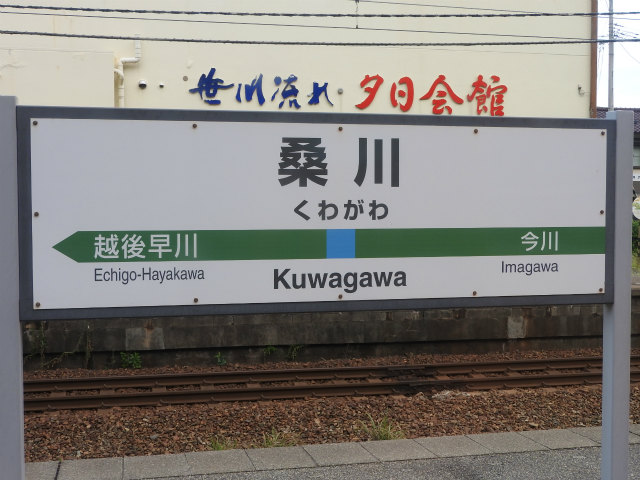 笹川流れ 夕日会館
桑川
くわがわ
越後早川 今川
Echigo-Hayakawa Kuwagawa Imagawa